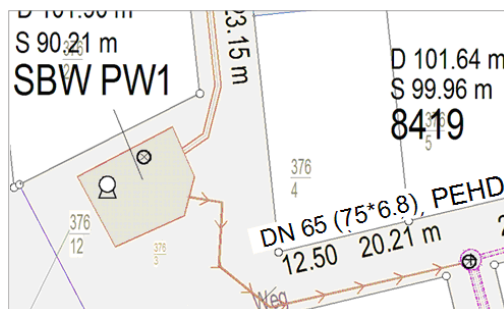 D 101.90 m
S 90.21 m
SBW PW1
23.15 m
D 101.64 m
S 99.96 m
8419
376
5
376
4
376
12
376
3
DN 65 (75*6.8), PEHD
12.50 20.21 m
Weg